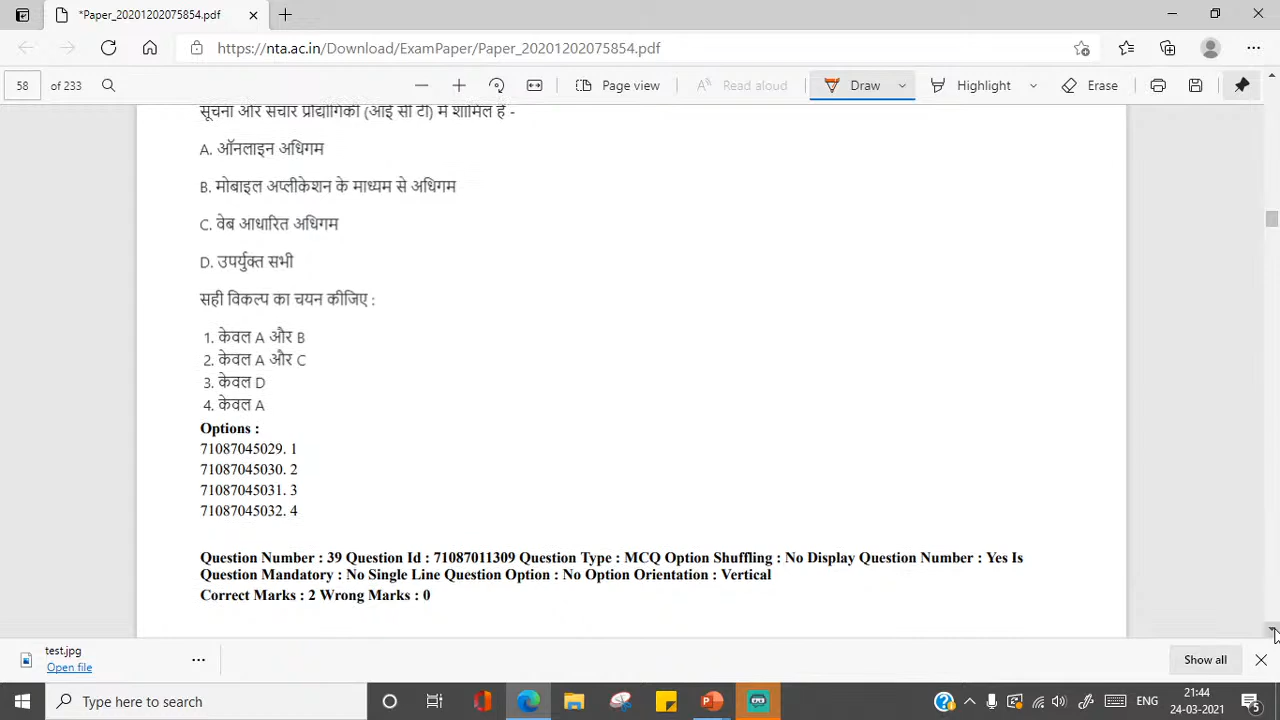 *Paper_20201202075854.pdf
https://nta.ac.in/Download/ExamPaper/Paper_20201202075854.pdf
58 of 233 Page view Read aloud Draw Highlight Erase
सूचना और संचार प्रौद्योगिकी (आई सी टी) में शामिल है -
A. ऑनलाइन अधिगम
B. मोबाइल अप्लीकेशन के माध्यम से अधिगम
C. वेब आधारित अधिगम
D. उपर्युक्त सभी
सही विकल्प का चयन कीजिए :
1. केवल A और B
2. केवल A और C
3. केवल D
4. केवल A
Options :
71087045029. 1
71087045030. 2
71087045031. 3
71087045032. 4
Question Number : 39 Question Id : 71087011309 Question Type : MCQ Option Shuffling : No Display Question Number : Yes Is
Question Mandatory : No Single Line Question Option : No Option Orientation : Vertical
Correct Marks : 2 Wrong Marks : 0
test.jpg
Open file
Show all
Type here to search
ENG
21:44
24-03-2021
5